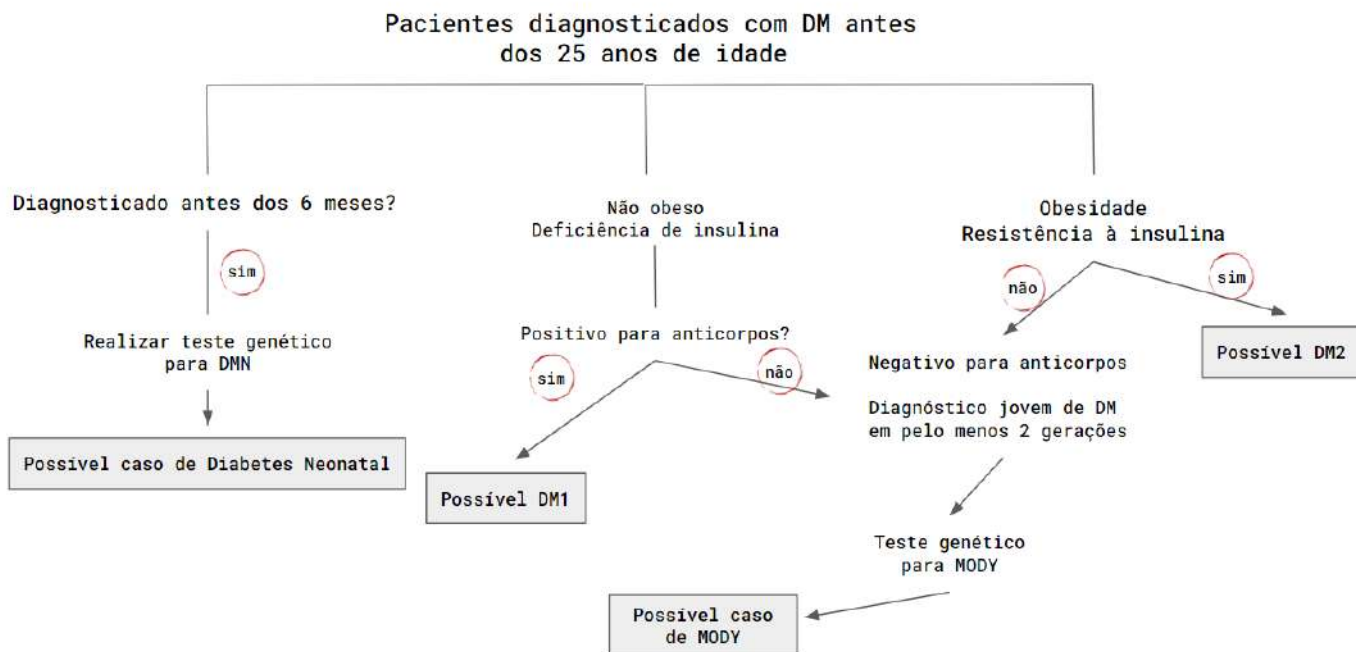 Pacientes diagnosticados com DM antes
dos 25 anos de idade
Diagnosticado antes dos 6 meses?
sim
Realizar teste genético
para DMN
Possível caso de Diabetes Neonatal
Não obeso
Deficiência de insulina
Positivo para anticorpos?
sim
não
Possível DM1
Obesidade
Resistência à insulina
não
sim
Possível DM2
Negativo para anticorpos
Diagnóstico jovem de DM
em pelo menos 2 gerações
Teste genético
para MODY
Possível caso
de MODY